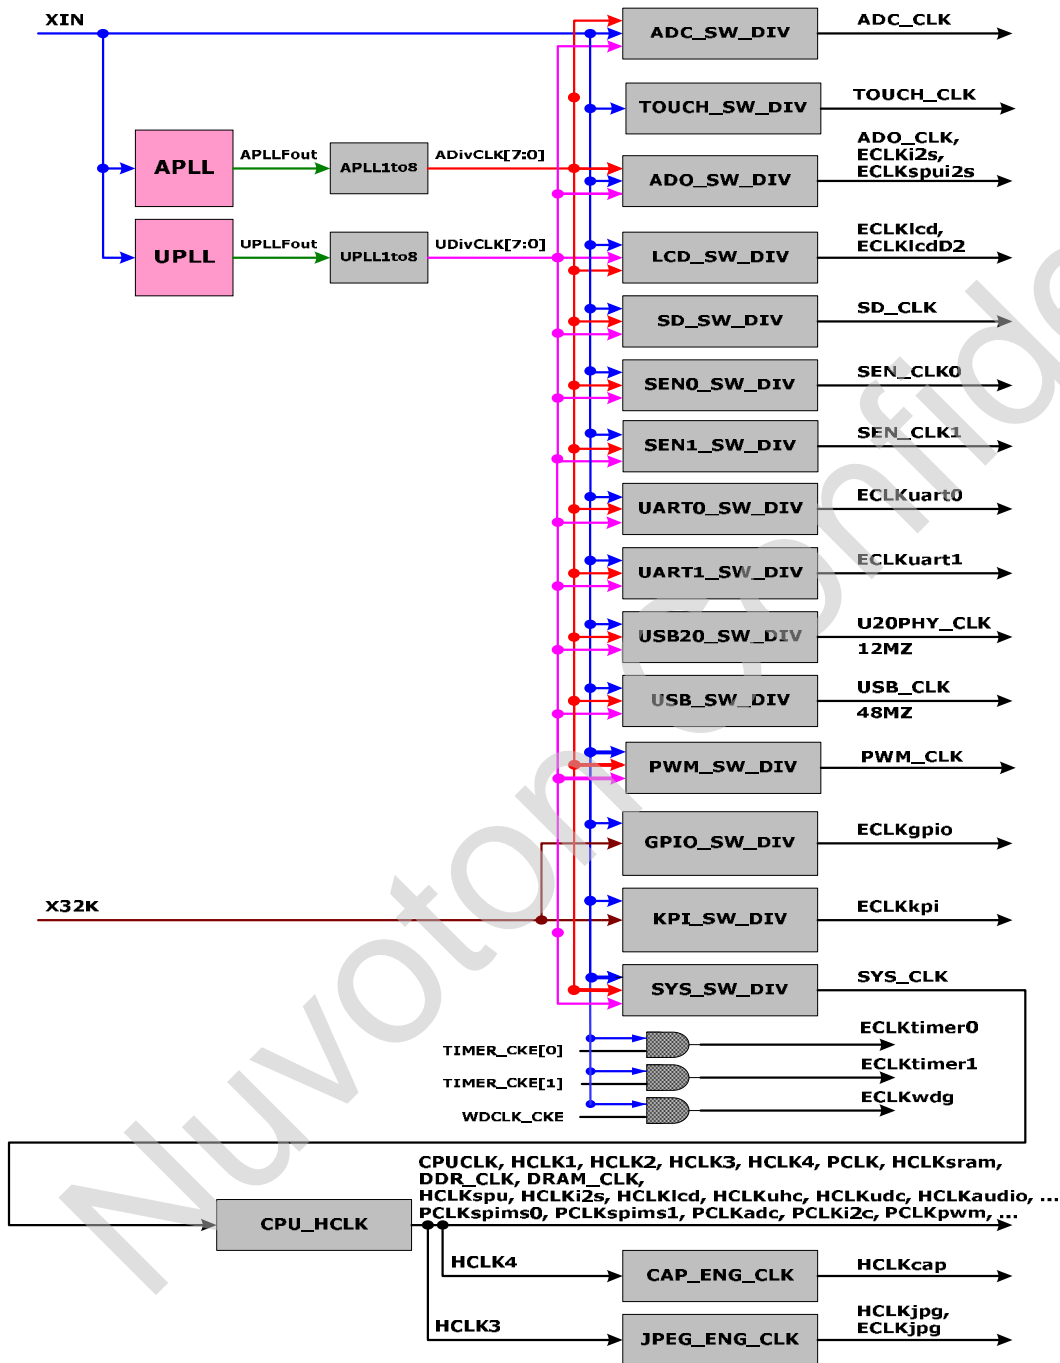 XIN
ADC_SW_DIV
ADC_CLK
TOUCH_SW_DIV
TOUCH_CLK
APLL
APLLFout
APLL1to8
ADivCLK[7:0]
ADO_SW_DIV
ADO_CLK,
ECLKi2s,
ECLKspui2s
UPLL
UPLLFout
UPLL1to8
UDivCLK[7:0]
LCD_SW_DIV
ECLKlcd,
ECLKlcdD2
SD_SW_DIV
SD_CLK
SEN0_SW_DIV
SEN_CLK0
SEN1_SW_DIV
SEN_CLK1
UART0_SW_DIV
ECLKuart0
UART1_SW_DIV
ECLKuart1
USB20_SW_DIV
U20PHY_CLK
12MZ
USB_SW_DIV
USB_CLK
48MZ
PWM_SW_DIV
PWM_CLK
GPIO_SW_DIV
ECLKgpio
X32K
KPI_SW_DIV
ECLKkpi
SYS_SW_DIV
SYS_CLK
TIMER_CKE[0]
ECLKtimer0
TIMER_CKE[1]
ECLKtimer1
WDCLK_CKE
ECLKwdg
CPUCLK, HCLK1, HCLK2, HCLK3, HCLK4, PCLK, HCLKsram,
DDR_CLK, DRAM_CLK,
HCLKspu, HCLKi2s, HCLKlcd, HCLKuhc, HCLKudc, HCLKaudio, ...
PCLKspims0, PCLKspims1, PCLKadc, PCLKi2c, PCLKpwm, ...
CPU_HCLK
HCLK4
CAP_ENG_CLK
HCLKcap
HCLK3
JPEG_ENG_CLK
HCLKjpg,
ECLKjpg
Nuvoton Confide